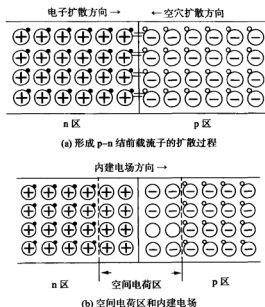 电子扩散方向 → ← 空穴扩散方向
n 区 p 区
(a) 形成 p-n 结前载流子的扩散过程
内建电场方向 →
n 区 空间电荷区 p 区
(b) 空间电荷区和内建电场